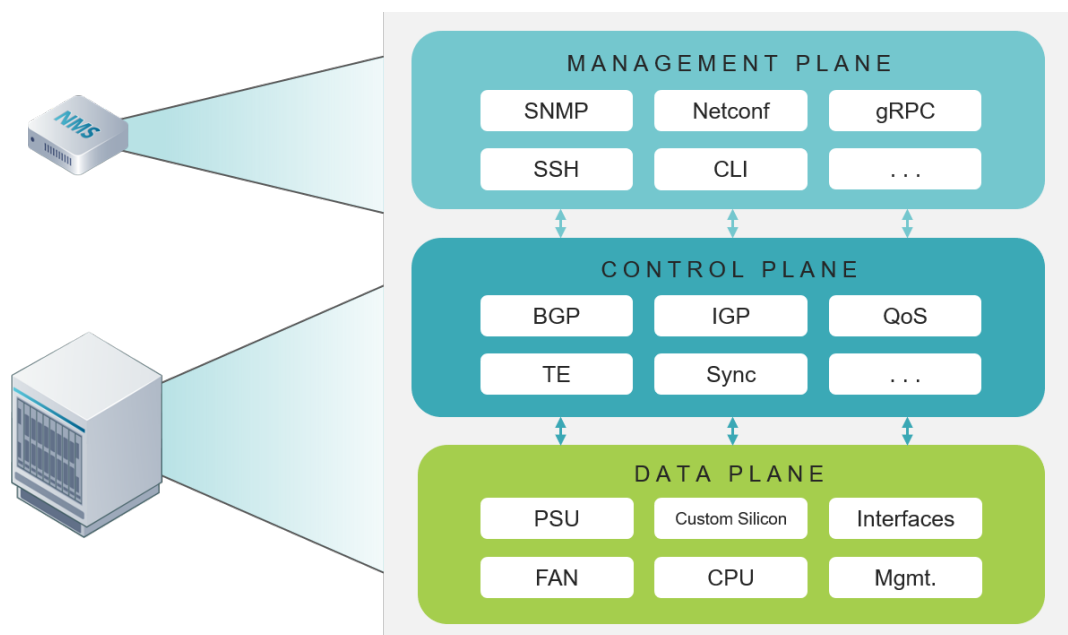 NMS
MANAGEMENT PLANE
SNMP
Netconf
gRPC
SSH
CLI
. . .
CONTROL PLANE
BGP
IGP
QoS
TE
Sync
. . .
DATA PLANE
PSU
Custom Silicon
Interfaces
FAN
CPU
Mgmt.